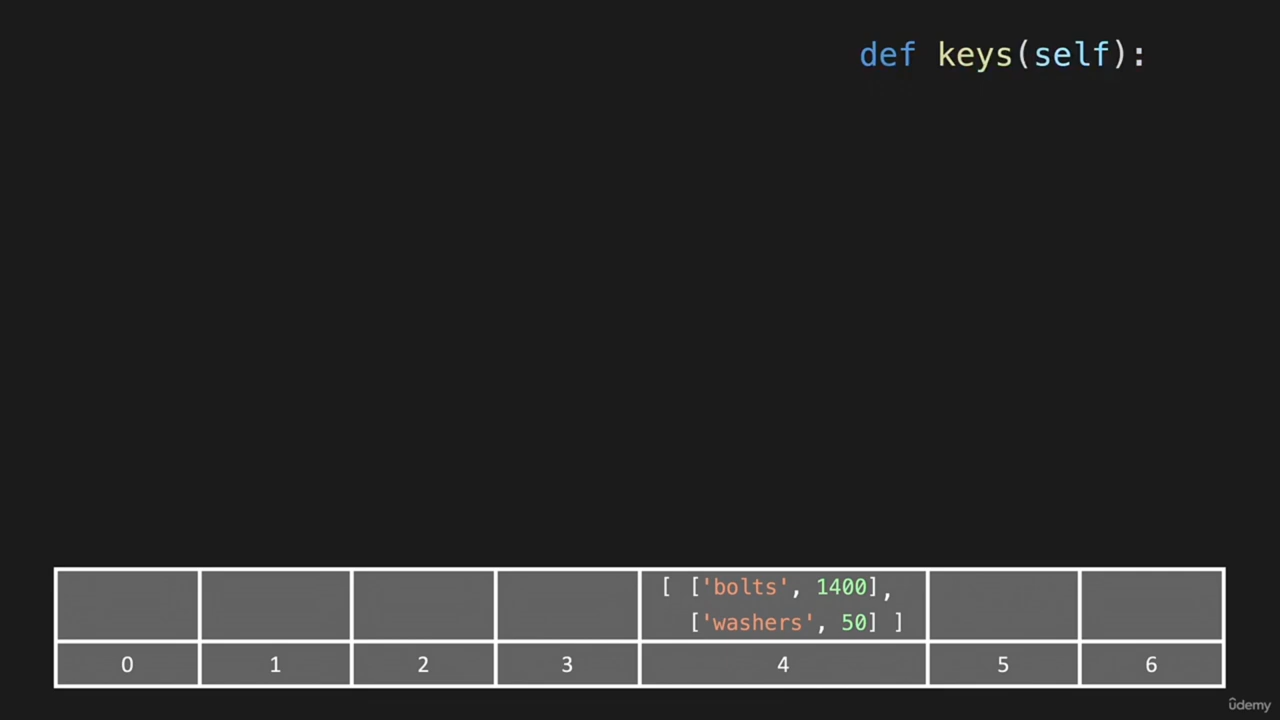 def keys(self):
[ ['bolts', 1400],
['washers', 50] ]
0 1 2 3 4 5 6
ûdemy